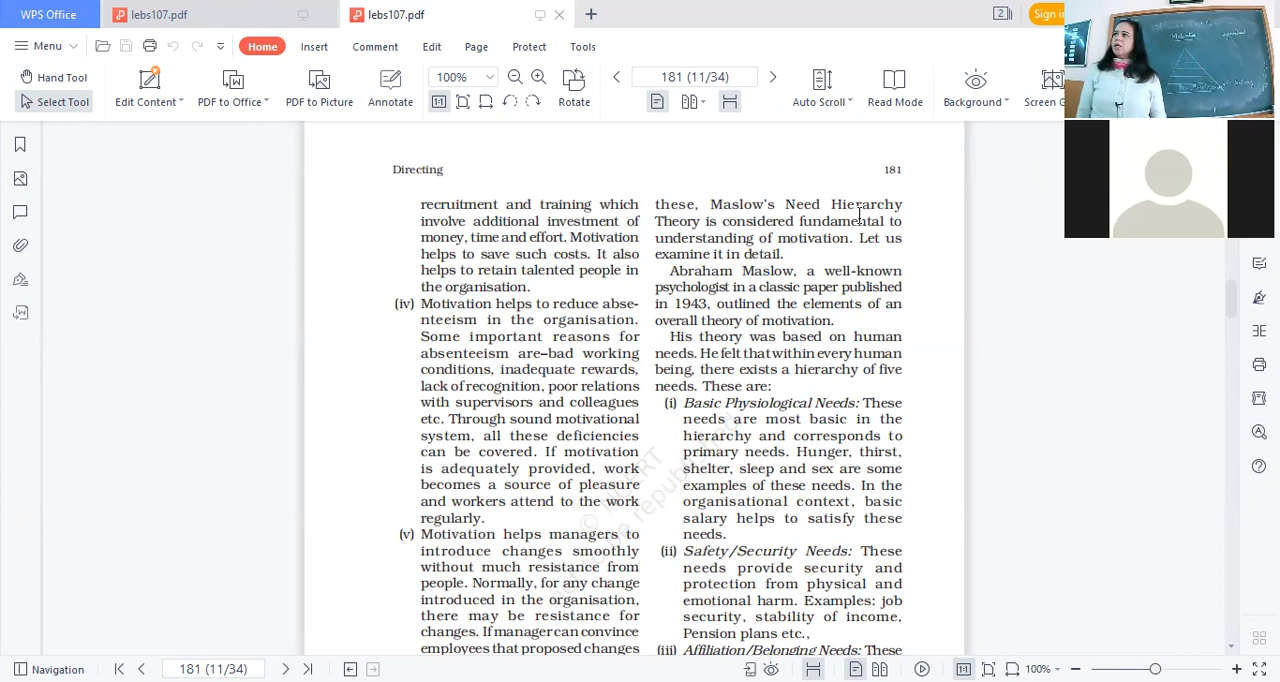 WPS Office
lebs107.pdf
lebs107.pdf
2
Sign in
Menu
Home
Insert
Comment
Edit
Page
Protect
Tools
Hand Tool
Select Tool
Edit Content
PDF to Office
PDF to Picture
Annotate
100%
181 (11/34)
Rotate
Auto Scroll
Read Mode
Background
Screen G
Directing
181
recruitment and training which
involve additional investment of
money, time and effort. Motivation
helps to save such costs. It also
helps to retain talented people in
the organisation.
(iv) Motivation helps to reduce abse-
nteeism in the organisation.
Some important reasons for
absenteeism are–bad working
conditions, inadequate rewards,
lack of recognition, poor relations
with supervisors and colleagues
etc. Through sound motivational
system, all these deficiencies
can be covered. If motivation
is adequately provided, work
becomes a source of pleasure
and workers attend to the work
regularly.
(v) Motivation helps managers to
introduce changes smoothly
without much resistance from
people. Normally, for any change
introduced in the organisation,
there may be resistance for
changes. If manager can convince
employees that proposed changes
these, Maslow's Need Hierarchy
Theory is considered fundamental to
understanding of motivation. Let us
examine it in detail.
Abraham Maslow, a well-known
psychologist in a classic paper published
in 1943, outlined the elements of an
overall theory of motivation.
His theory was based on human
needs. He felt that within every human
being, there exists a hierarchy of five
needs. These are:
(i) Basic Physiological Needs: These
needs are most basic in the
hierarchy and corresponds to
primary needs. Hunger, thirst,
shelter, sleep and sex are some
examples of these needs. In the
organisational context, basic
salary helps to satisfy these
needs.
(ii) Safety/Security Needs: These
needs provide security and
protection from physical and
emotional harm. Examples: job
security, stability of income,
Pension plans etc.,
(iii) Affiliation/Belonging Needs: These
© NCERT
be republished
Navigation
181 (11/34)
100%